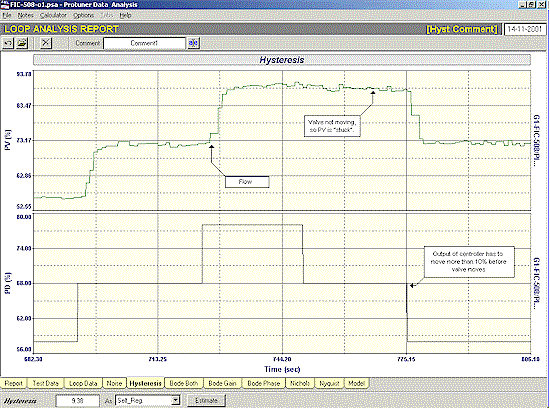 FIC-508-o1.psa - Protuner Data Analysis
File Notes Calculator Options Tabs Help
LOOP ANALYSIS REPORT [Hyst Comment] 14-11-2001
Comment Comment1
Hysteresis
93.78
83.47
73.17
62.86
52.55
PV (%)
Valve not moving,
so PV is "stuck".
Flow
G1-FIC-508/PI...
80.00
74.00
68.00
62.00
56.00
PD (%)
Output of controller has to
move more than 10% before
valve moves
G1-FIC-508/PI...
682.30 713.25 744.20 775.15 806.10
Time (sec)
Report Test Data Loop Data Noise Hysteresis Bode Both Bode Gain Bode Phase Nichols Nyquist Model
Hysteresis 9.38 As Self_Reg. Estimate